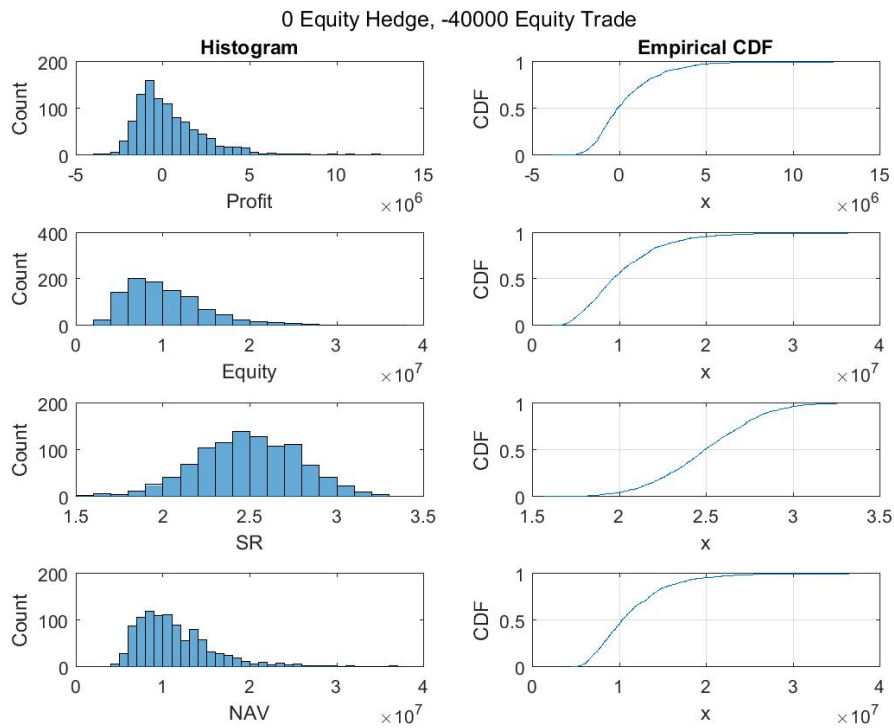 0 Equity Hedge, -40000 Equity Trade
Histogram
Count
200
100
0
-5 0 5 10 15
Profit ×10^6
Empirical CDF
CDF
1
0.5
0
-5 0 5 10 15
x ×10^6
Count
400
200
0
0 1 2 3 4
Equity ×10^7
CDF
1
0.5
0
0 1 2 3 4
x ×10^7
Count
200
100
0
1.5 2 2.5 3 3.5
SR
CDF
1
0.5
0
1.5 2 2.5 3 3.5
x
Count
200
100
0
0 1 2 3 4
NAV ×10^7
CDF
1
0.5
0
0 1 2 3 4
x ×10^7